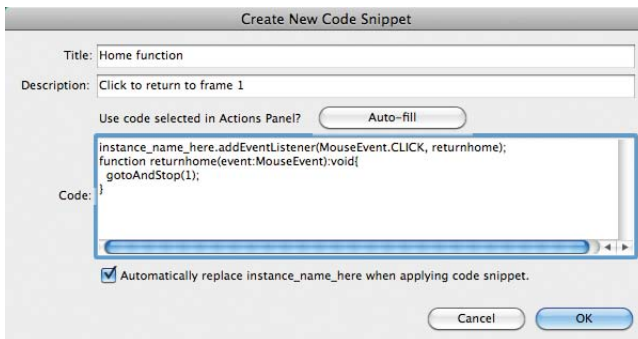 Create New Code Snippet
Title: Home function
Description: Click to return to frame 1
Use code selected in Actions Panel? Auto-fill
instance_name_here.addEventListener(MouseEvent.CLICK, returnhome);
function returnhome(event:MouseEvent):void{
gotoAndStop(1);
}
Code:
Automatically replace instance_name_here when applying code snippet.
Cancel OK